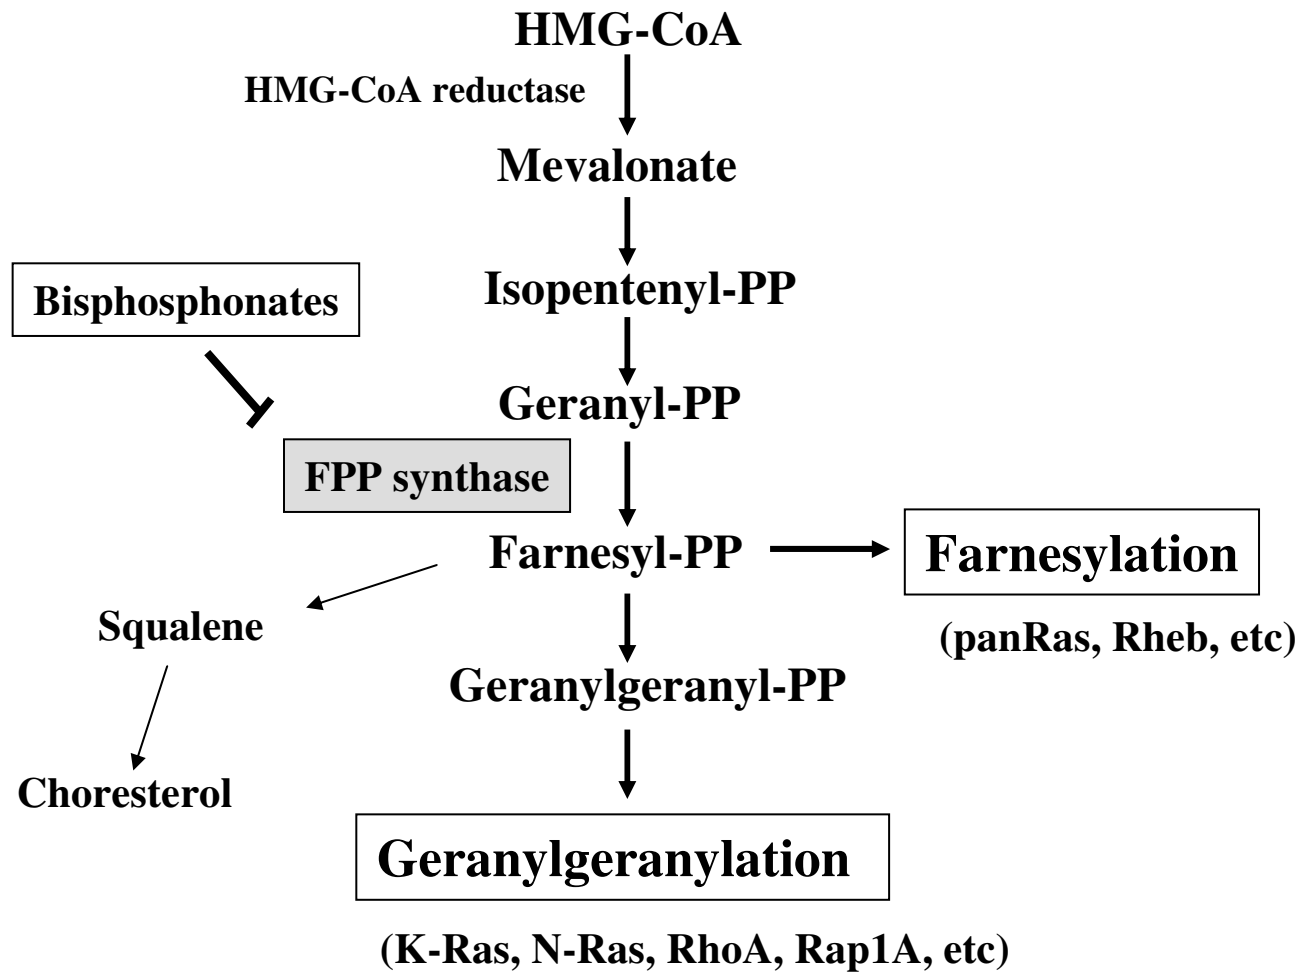 HMG-CoA
HMG-CoA reductase
Mevalonate
Isopentenyl-PP
Bisphosphonates
Geranyl-PP
FPP synthase
Farnesyl-PP
Farnesylation
(panRas, Rheb, etc)
Squalene
Geranylgeranyl-PP
Choresterol
Geranylgeranylation
(K-Ras, N-Ras, RhoA, Rap1A, etc)